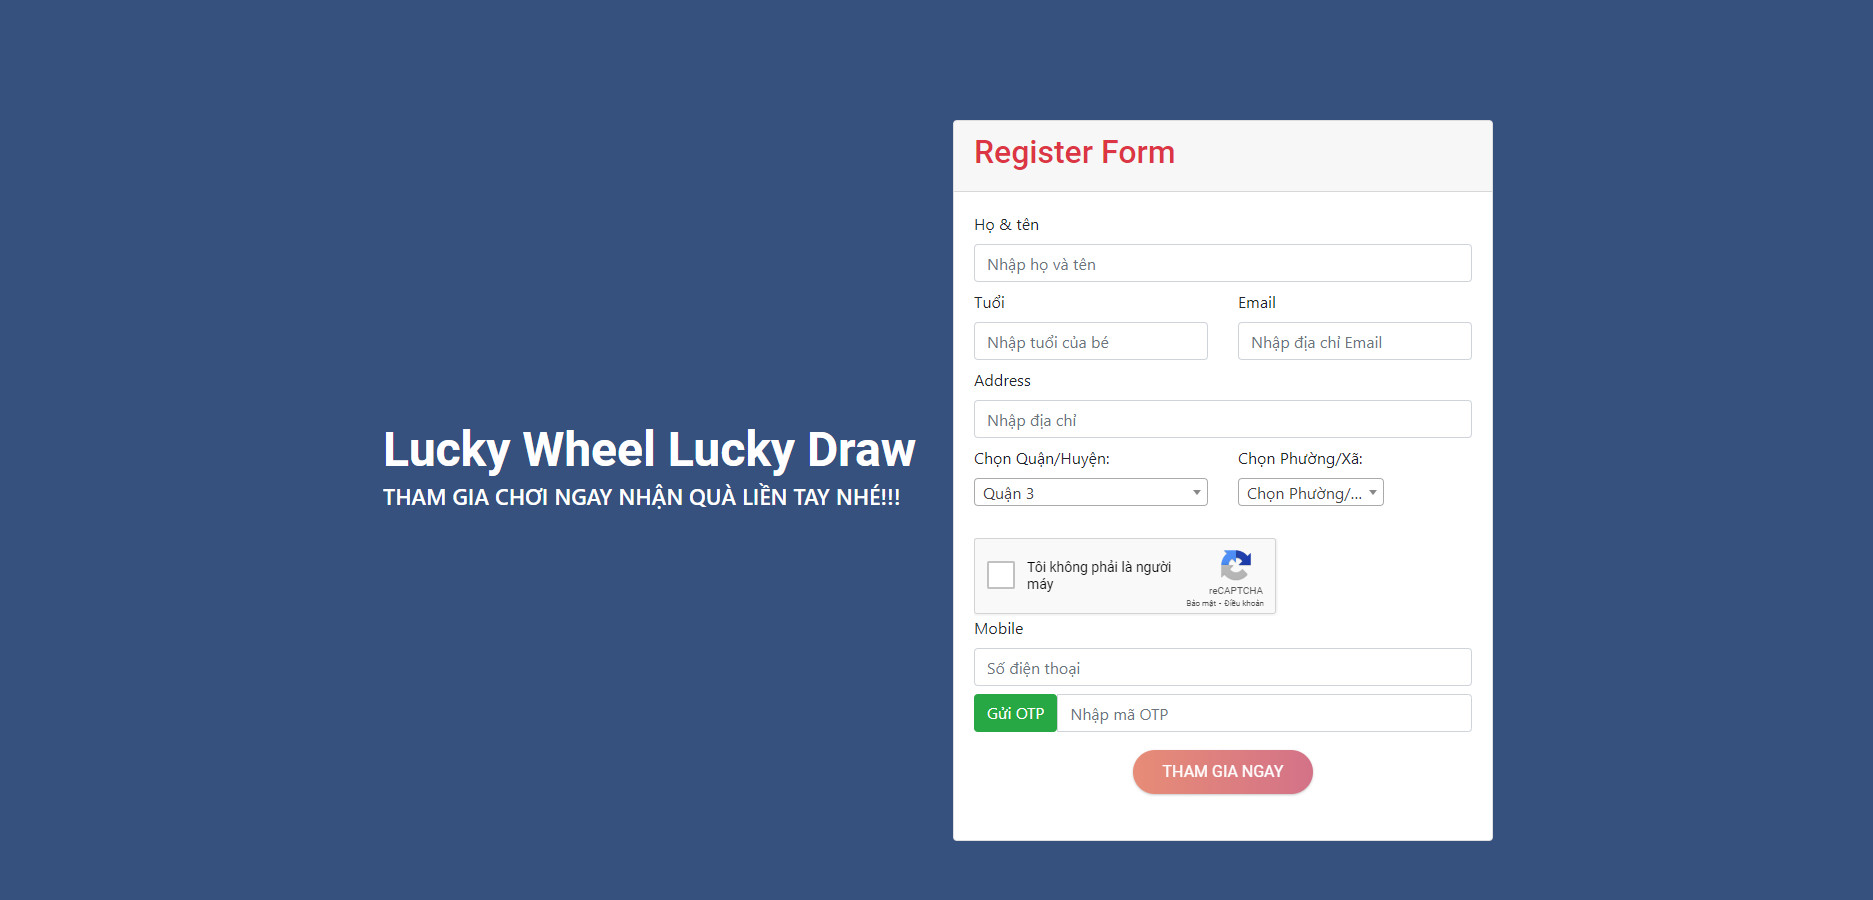 Lucky Wheel Lucky Draw
THAM GIA CHƠI NGAY NHẬN QUÀ LIỀN TAY NHÉ!!!
Register Form
Họ & tên
Nhập họ và tên
Tuổi
Email
Nhập tuổi của bé
Nhập địa chỉ Email
Address
Nhập địa chỉ
Chọn Quận/Huyện:
Chọn Phường/Xã:
Quận 3
Chọn Phường/...
Tôi không phải là người
máy
reCAPTCHA
Bảo mật - Điều khoản
Mobile
Số điện thoại
Gửi OTP
Nhập mã OTP
THAM GIA NGAY